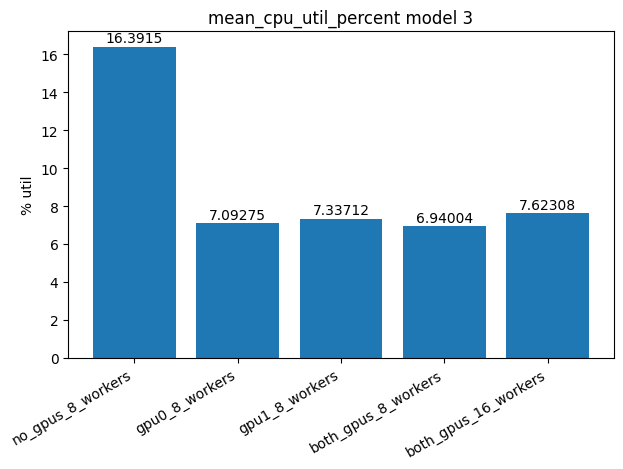 mean_cpu_util_percent model 3
% util
16
14
12
10
8
6
4
2
0
16.3915
7.09275
7.33712
6.94004
7.62308
no_gpus_8_workers
gpu0_8_workers
gpu1_8_workers
both_gpus_8_workers
both_gpus_16_workers